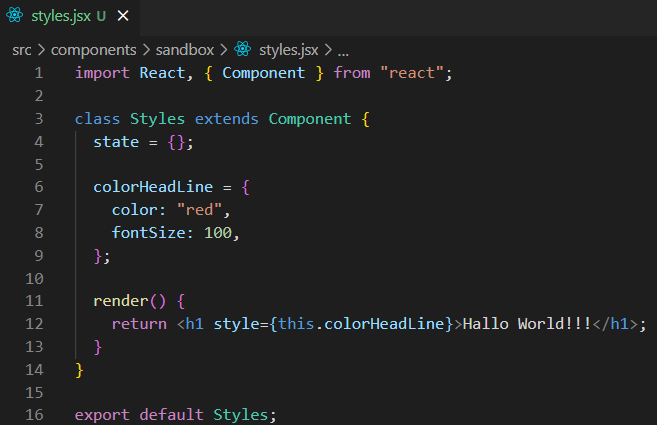 styles.jsx U ×
src > components > sandbox > styles.jsx > ...
1 import React, { Component } from "react";
2
3 class Styles extends Component {
4 state = {};
5
6 colorHeadLine = {
7 color: "red",
8 fontSize: 100,
9 };
10
11 render() {
12 return <h1 style={this.colorHeadLine}>Hallo World!!!</h1>;
13 }
14 }
15
16 export default Styles;